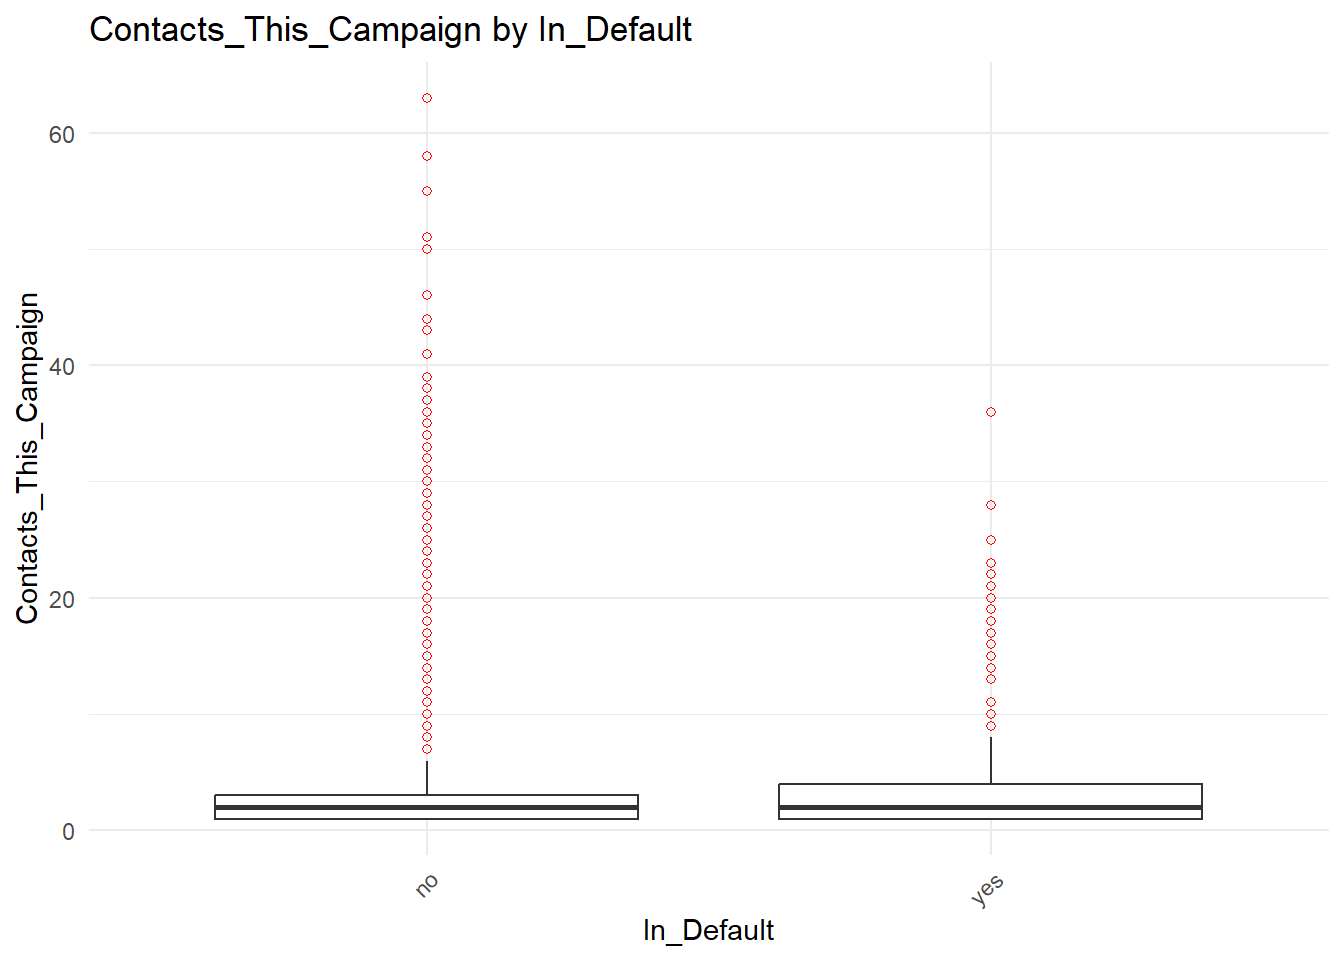 Contacts_This_Campaign by In_Default
Contacts_This_Campaign
60
40
20
0
no
yes
In_Default